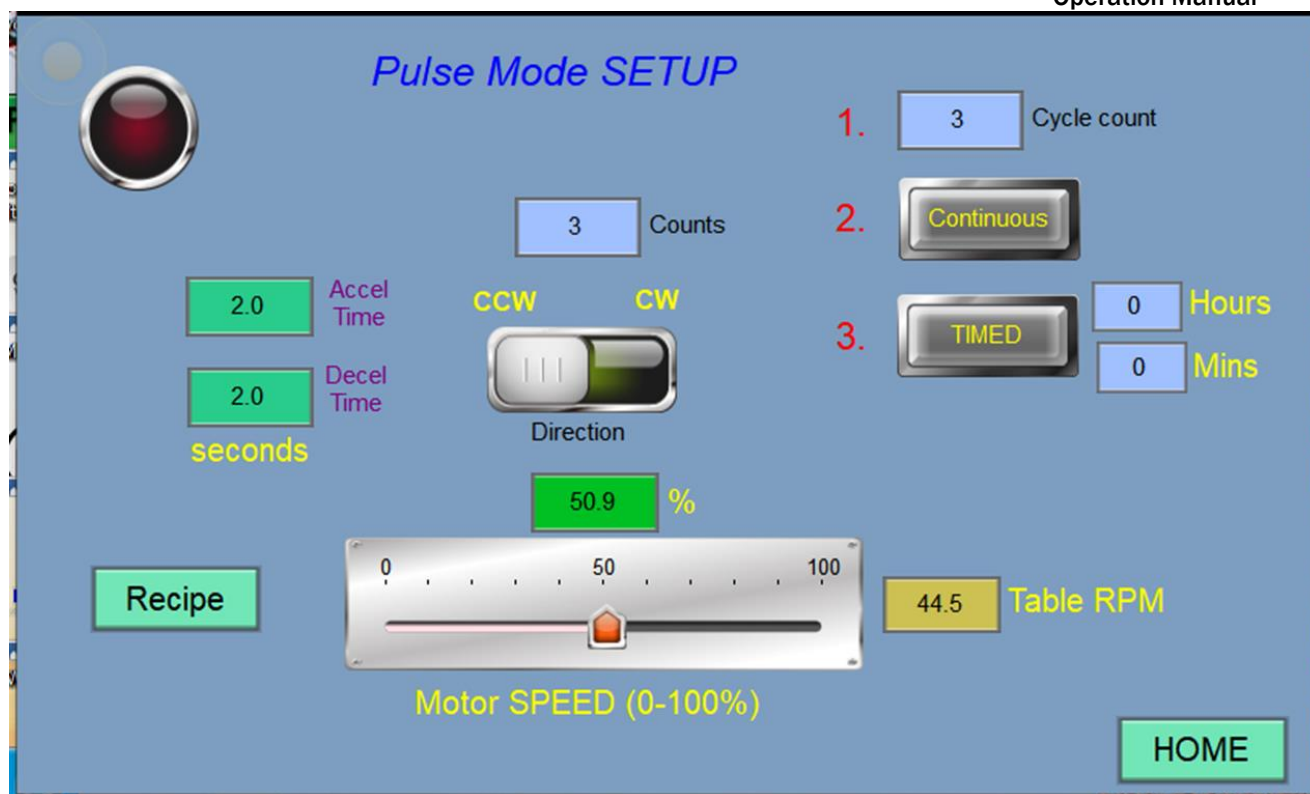 Operation Manual
Pulse Mode SETUP
1.
3
Cycle count
2.
Continuous
3
Counts
3.
TIMED
0
Hours
0
Mins
2.0
Accel
Time
CCW
CW
2.0
Decel
Time
seconds
Direction
50.9
%
0
50
100
Recipe
44.5
Table RPM
Motor SPEED (0-100%)
HOME